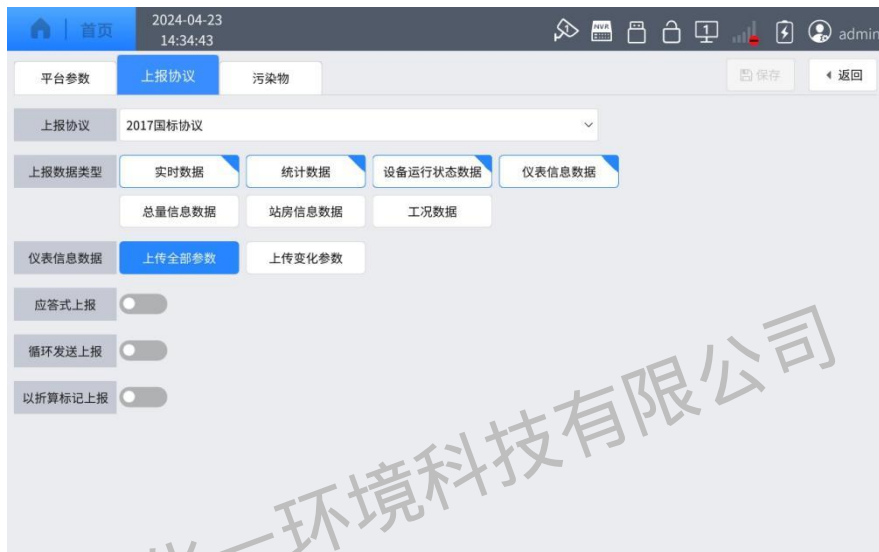 首页
2024-04-23
14:34:43
NVR
1
admin
平台参数 上报协议 污染物 保存 返回
上报协议 2017国标协议
上报数据类型 实时数据 统计数据 设备运行状态数据 仪表信息数据
总量信息数据 站房信息数据 工况数据
仪表信息数据 上传全部参数 上传变化参数
应答式上报
循环发送上报
以折算标记上报
一环境科技有限公司